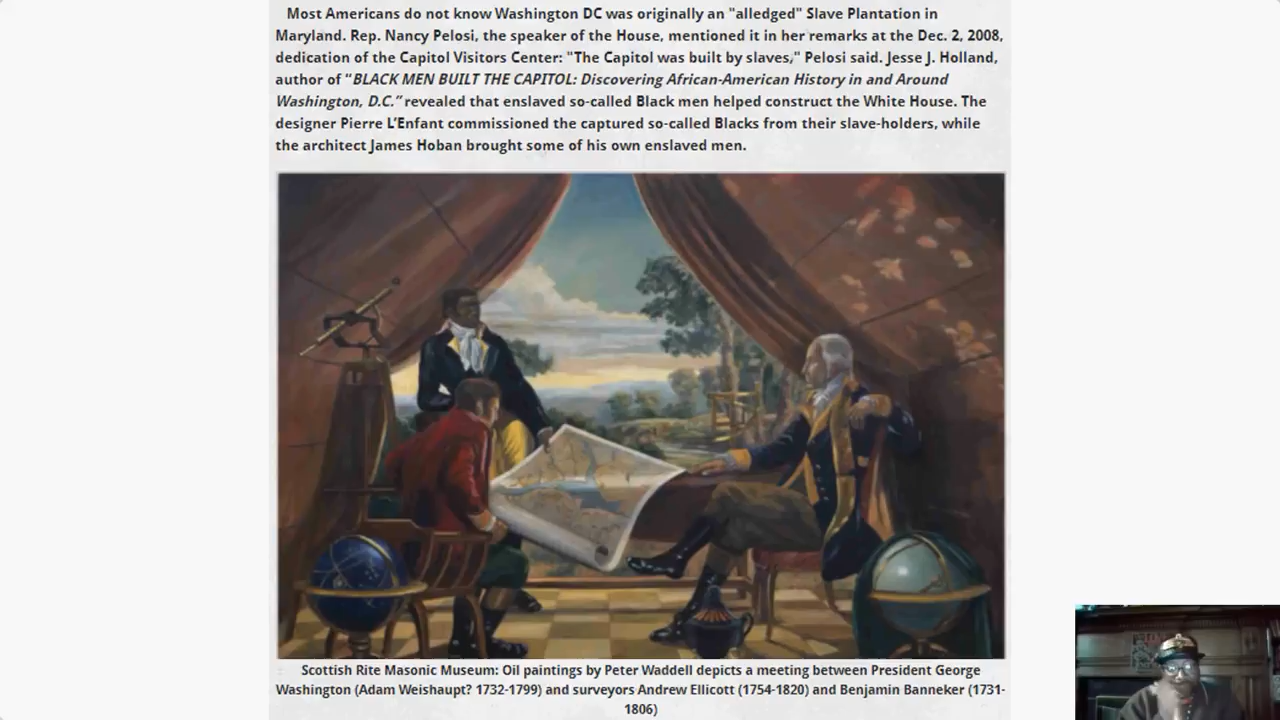 Most Americans do not know Washington DC was originally an "alledged" Slave Plantation in
Maryland. Rep. Nancy Pelosi, the speaker of the House, mentioned it in her remarks at the Dec. 2, 2008,
dedication of the Capitol Visitors Center: "The Capitol was built by slaves," Pelosi said. Jesse J. Holland,
author of "BLACK MEN BUILT THE CAPITOL: Discovering African-American History in and Around
Washington, D.C.” revealed that enslaved so-called Black men helped construct the White House. The
designer Pierre L’Enfant commissioned the captured so-called Blacks from their slave-holders, while
the architect James Hoban brought some of his own enslaved men.
Scottish Rite Masonic Museum: Oil paintings by Peter Waddell depicts a meeting between President George
Washington (Adam Weishaupt? 1732-1799) and surveyors Andrew Ellicott (1754-1820) and Benjamin Banneker (1731-
1806)